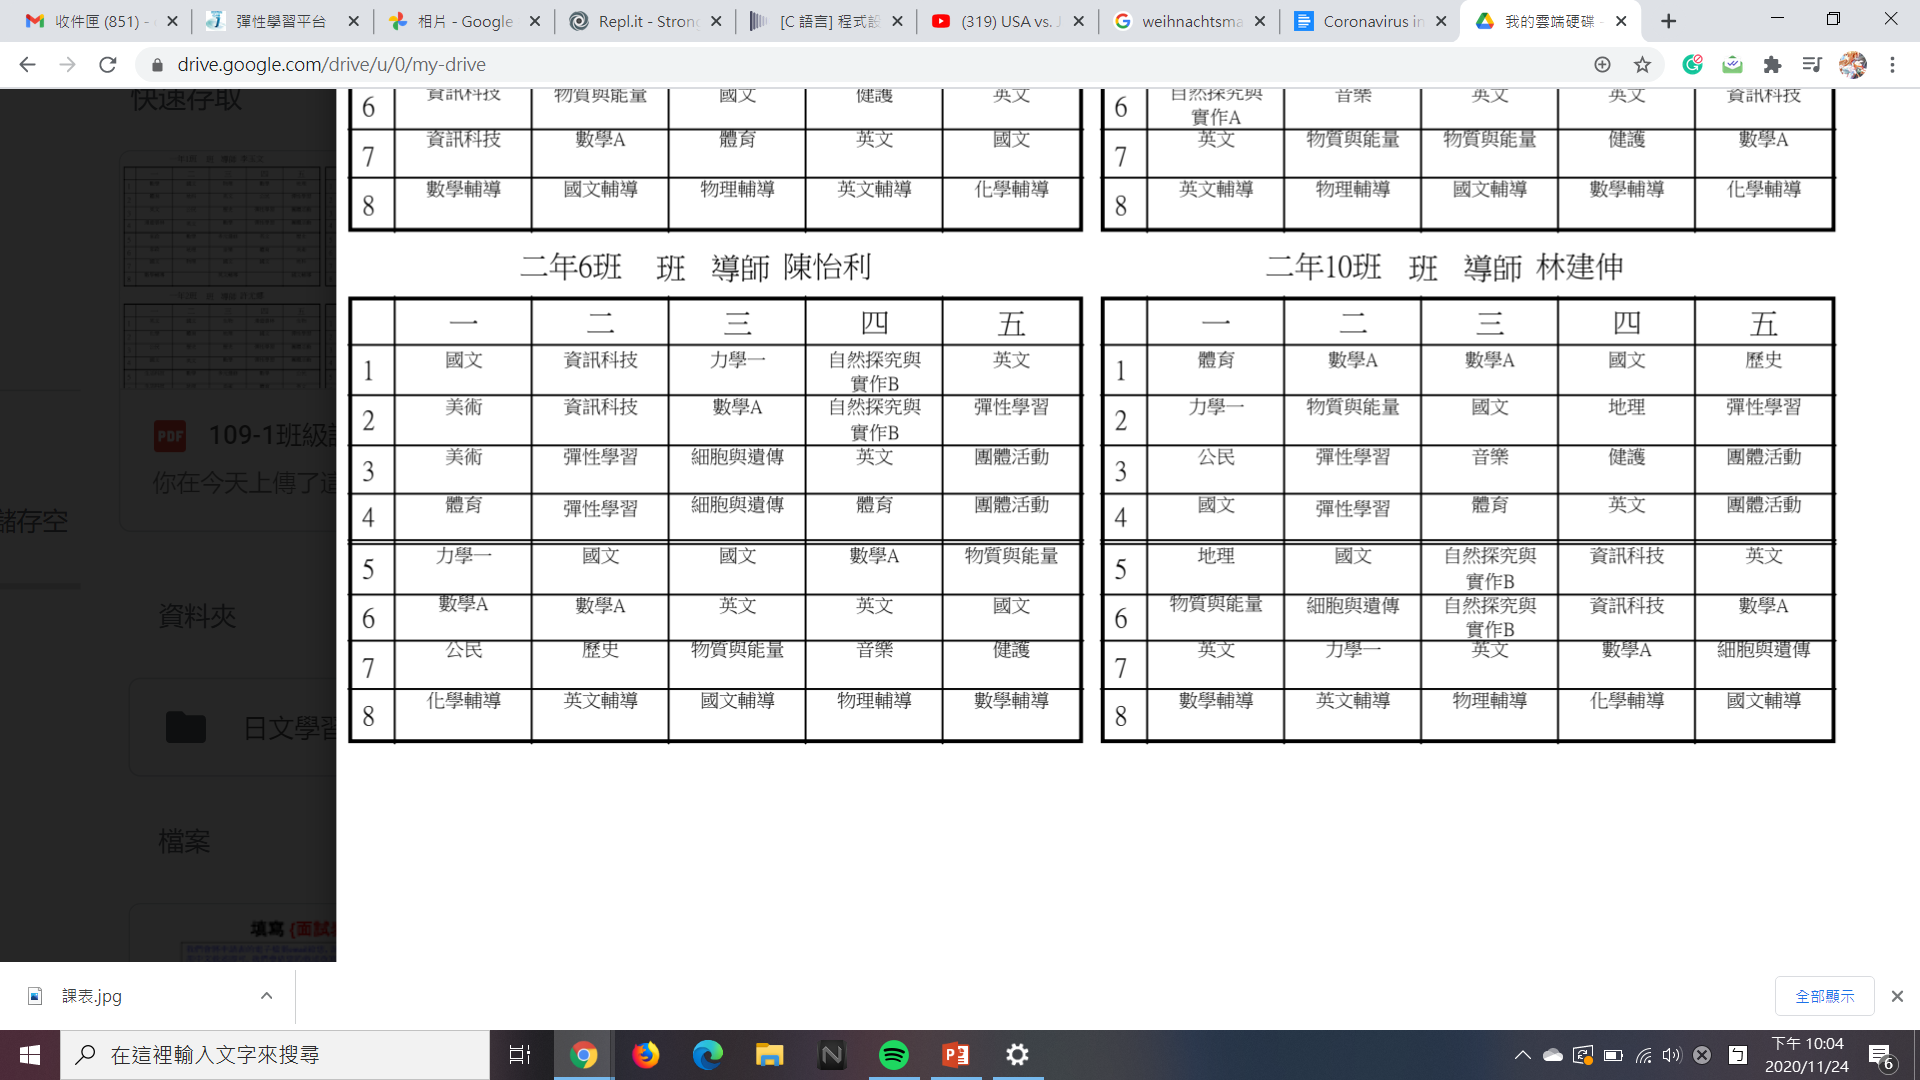 收件匣 (851) -
彈性學習平台
相片 - Google
Repl.it - Stron
[C 語言] 程式設
(319) USA vs. J
weihnachtsma
Coronavirus in
我的雲端硬碟 -
drive.google.com/drive/u/0/my-drive
快速存取
6 資訊科技 物質與能量 國文 健護 英文
7 資訊科技 數學A 體育 英文 國文
8 數學輔導 國文輔導 物理輔導 英文輔導 化學輔導
6 自然探究與實作A 音樂 英文 英文 資訊科技
7 英文 物質與能量 物質與能量 健護 數學A
8 英文輔導 物理輔導 國文輔導 數學輔導 化學輔導
二年6班 班 導師 陳怡利
一 二 三 四 五
1 國文 資訊科技 力學一 自然探究與實作B 英文
2 美術 資訊科技 數學A 自然探究與實作B 彈性學習
3 美術 彈性學習 細胞與遺傳 英文 團體活動
4 體育 彈性學習 細胞與遺傳 體育 團體活動
5 力學一 國文 國文 數學A 物質與能量
6 數學A 數學A 英文 英文 國文
7 公民 歷史 物質與能量 音樂 健護
8 化學輔導 英文輔導 國文輔導 物理輔導 數學輔導
二年10班 班 導師 林建伸
一 二 三 四 五
1 體育 數學A 數學A 國文 歷史
2 力學一 物質與能量 國文 地理 彈性學習
3 公民 彈性學習 音樂 健護 團體活動
4 國文 彈性學習 體育 英文 團體活動
5 地理 國文 自然探究與實作B 資訊科技 英文
6 物質與能量 細胞與遺傳 自然探究與實作B 資訊科技 數學A
7 英文 力學一 英文 數學A 細胞與遺傳
8 數學輔導 英文輔導 物理輔導 化學輔導 國文輔導
PDF 109-1班級
你在今天上傳了這
儲存空
資料夾
日文學習
檔案
填寫 {面試
課表.jpg
全部顯示
在這裡輸入文字來搜尋
下午 10:04
2020/11/24
6